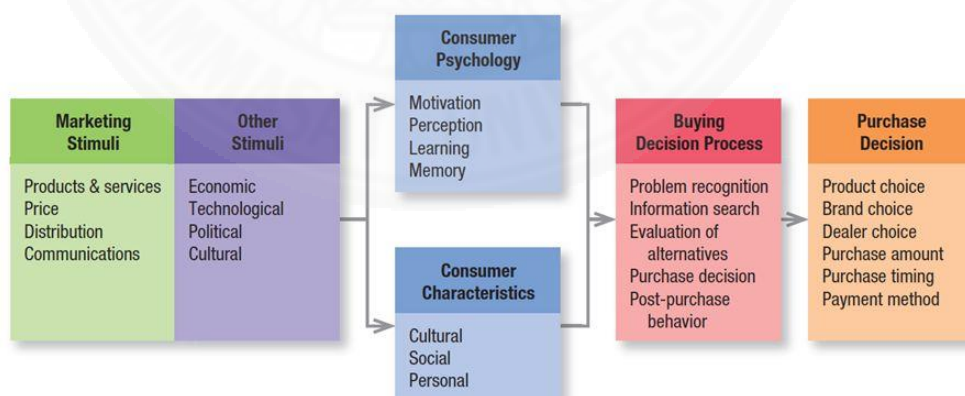 Marketing
Stimuli
Products & services
Price
Distribution
Communications
Other
Stimuli
Economic
Technological
Political
Cultural
Consumer
Psychology
Motivation
Perception
Learning
Memory
Consumer
Characteristics
Cultural
Social
Personal
Buying
Decision Process
Problem recognition
Information search
Evaluation of
alternatives
Purchase decision
Post-purchase
behavior
Purchase
Decision
Product choice
Brand choice
Dealer choice
Purchase amount
Purchase timing
Payment method